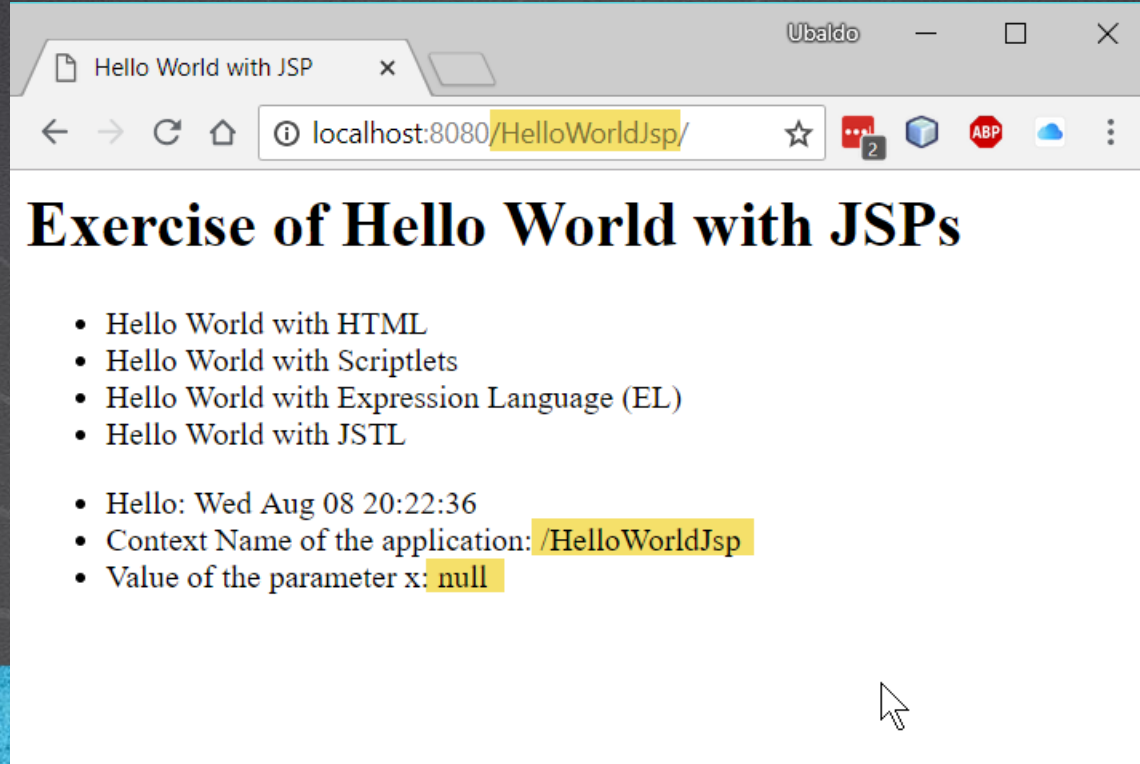 Ubaldo
Hello World with JSP
localhost:8080/HelloWorldJsp/
2
ABP
Exercise of Hello World with JSPs
Hello World with HTML
Hello World with Scriptlets
Hello World with Expression Language (EL)
Hello World with JSTL
Hello: Wed Aug 08 20:22:36
Context Name of the application: /HelloWorldJsp
Value of the parameter x: null